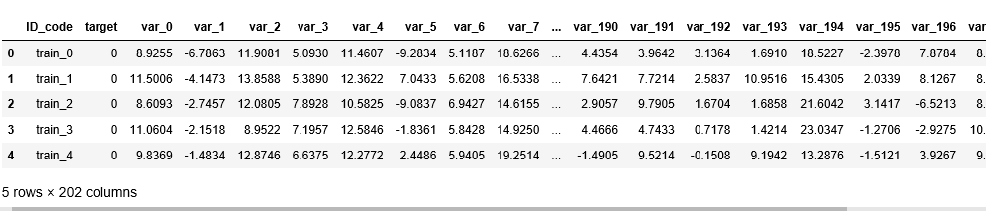 ID_code target var_0 var_1 var_2 var_3 var_4 var_5 var_6 var_7 ... var_190 var_191 var_192 var_193 var_194 var_195 var_196
0 train_0 0 8.9255 -6.7863 11.9081 5.0930 11.4607 -9.2834 5.1187 18.6266 ... 4.4354 3.9642 3.1364 1.6910 18.5227 -2.3978 7.8784
1 train_1 0 11.5006 -4.1473 13.8588 5.3890 12.3622 7.0433 5.6208 16.5338 ... 7.6421 7.7214 2.5837 10.9516 15.4305 2.0339 8.1267
2 train_2 0 8.6093 -2.7457 12.0805 7.8928 10.5825 -9.0837 6.9427 14.6155 ... 2.9057 9.7905 1.6704 1.6858 21.6042 3.1417 -6.5213
3 train_3 0 11.0604 -2.1518 8.9522 7.1957 12.5846 -1.8361 5.8428 14.9250 ... 4.4666 4.7433 0.7178 1.4214 23.0347 -1.2706 -2.9275
4 train_4 0 9.8369 -1.4834 12.8746 6.6375 12.2772 2.4486 5.9405 19.2514 ... -1.4905 9.5214 -0.1508 9.1942 13.2876 -1.5121 3.9267
5 rows × 202 columns